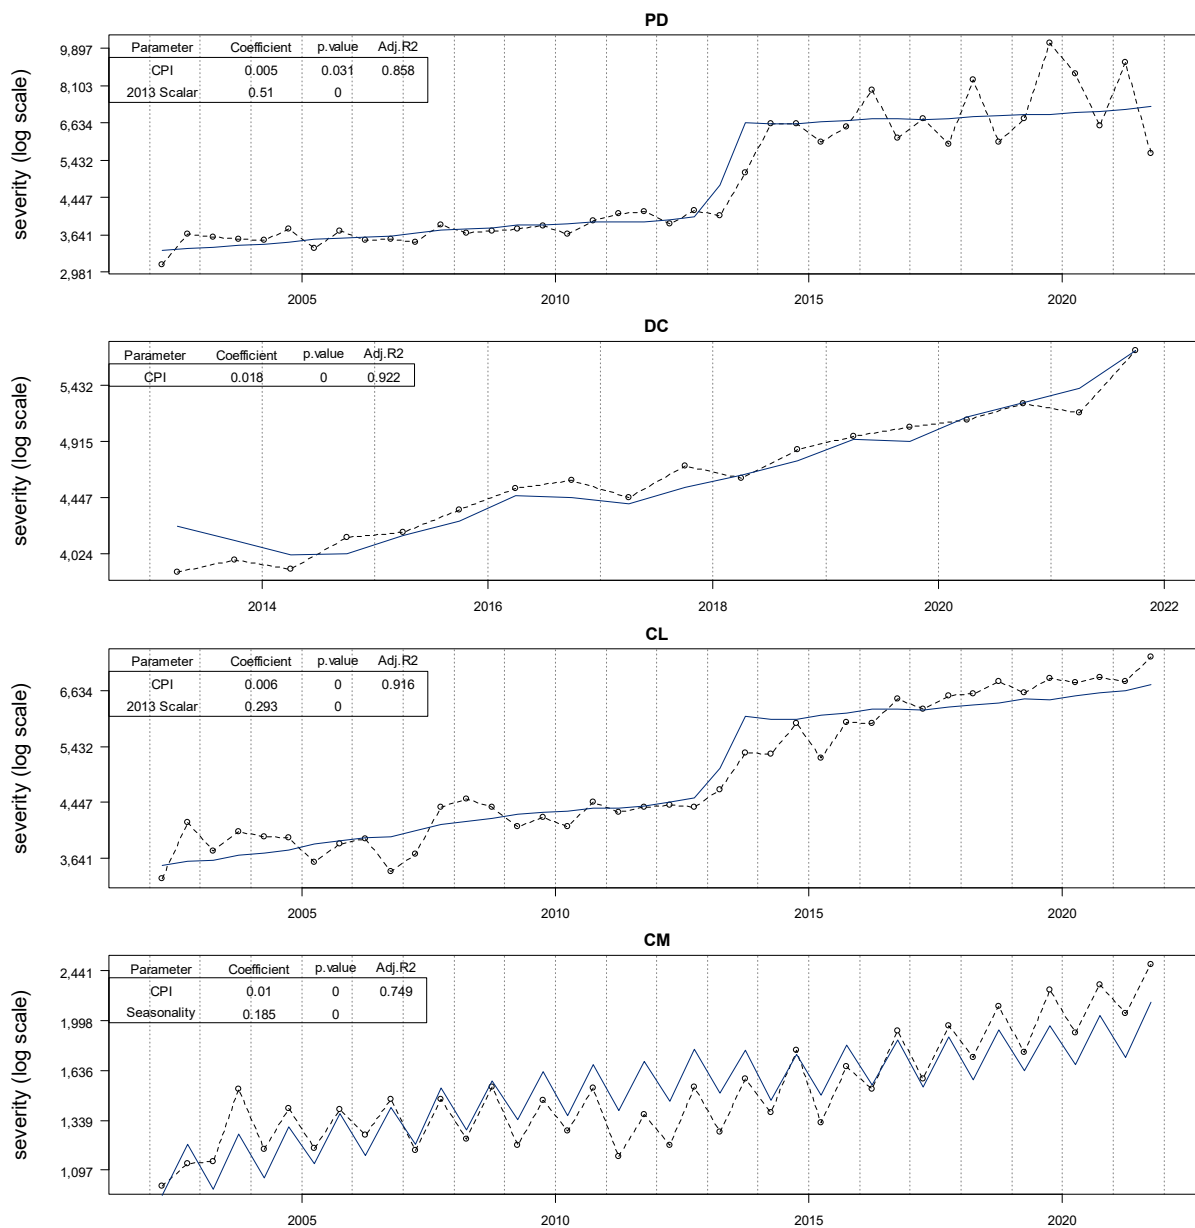 PD
severity (log scale)
9,897
8,103
6,634
5,432
4,447
3,641
2,981
Parameter Coefficient p.value Adj.R2
CPI 0.005 0.031 0.858
2013 Scalar 0.51 0
2005 2010 2015 2020
DC
severity (log scale)
5,432
4,915
4,447
4,024
Parameter Coefficient p.value Adj.R2
CPI 0.018 0 0.922
2014 2016 2018 2020 2022
CL
severity (log scale)
6,634
5,432
4,447
3,641
Parameter Coefficient p.value Adj.R2
CPI 0.006 0 0.916
2013 Scalar 0.293 0
2005 2010 2015 2020
CM
severity (log scale)
2,441
1,998
1,636
1,339
1,097
Parameter Coefficient p.value Adj.R2
CPI 0.01 0 0.749
Seasonality 0.185 0
2005 2010 2015 2020